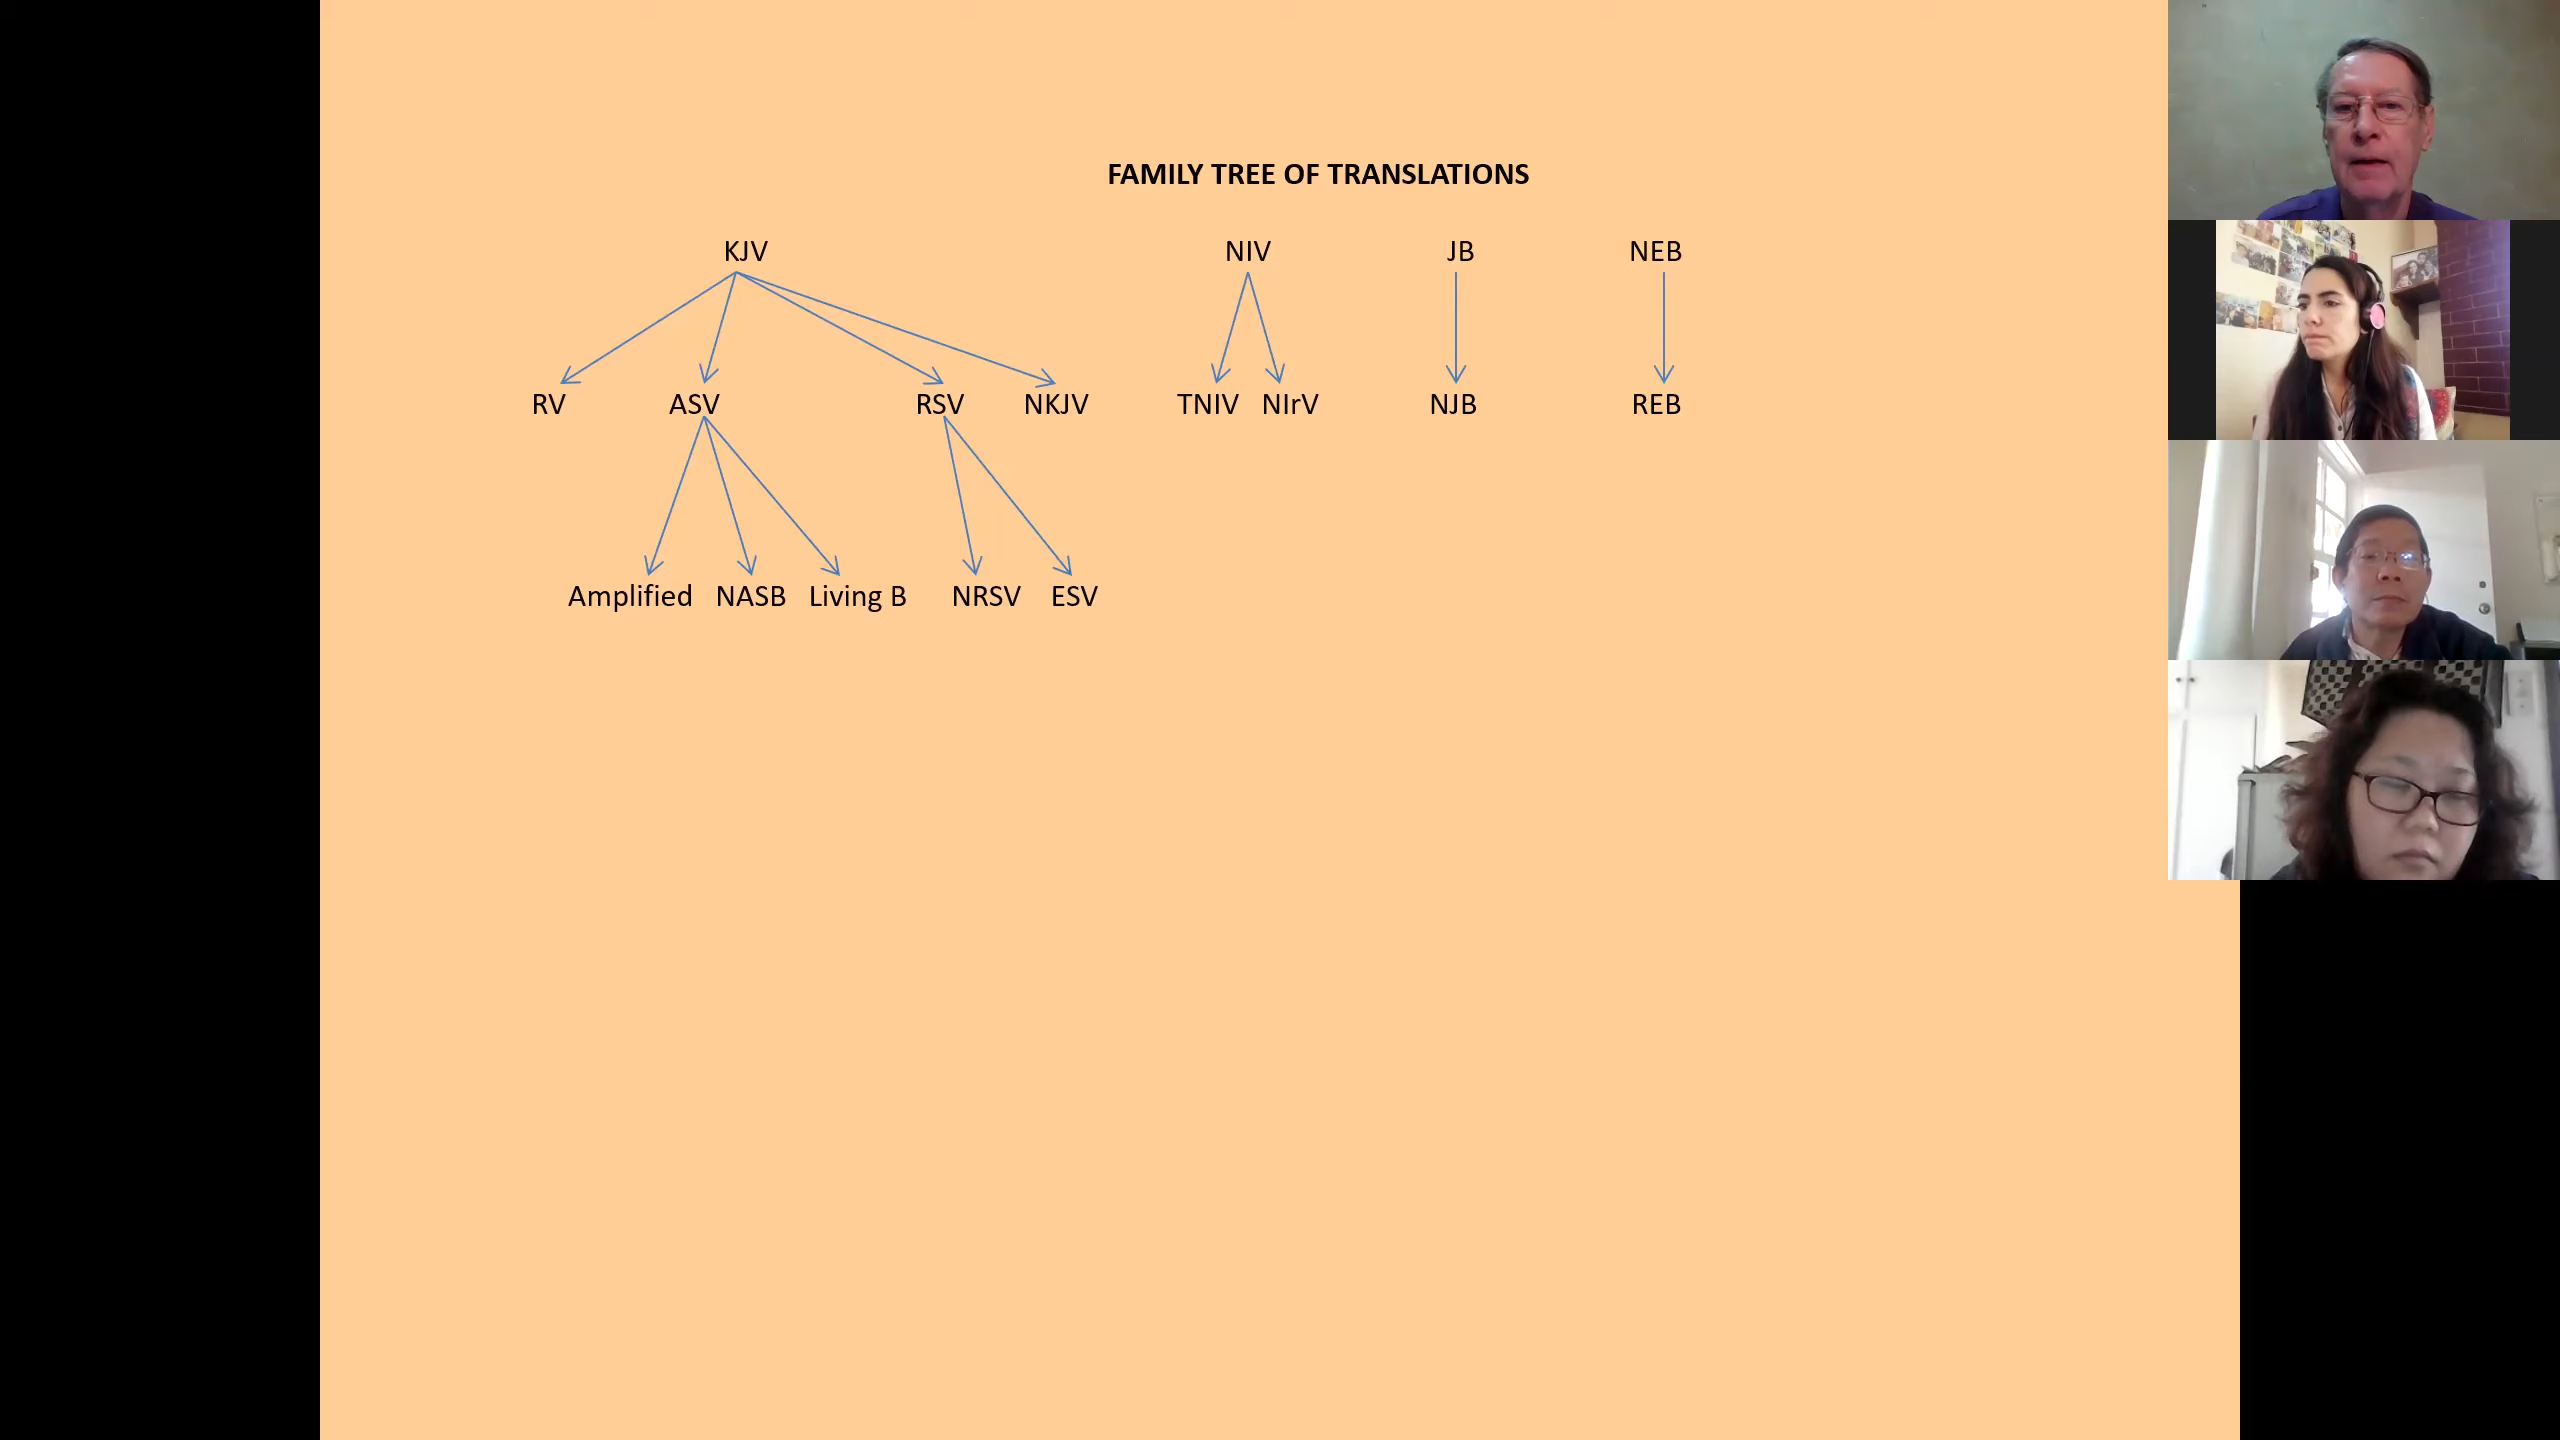 FAMILY TREE OF TRANSLATIONS
KJV NIV JB NEB
RV ASV RSV NKJV TNIV NIrV NJB REB
Amplified NASB Living B NRSV ESV